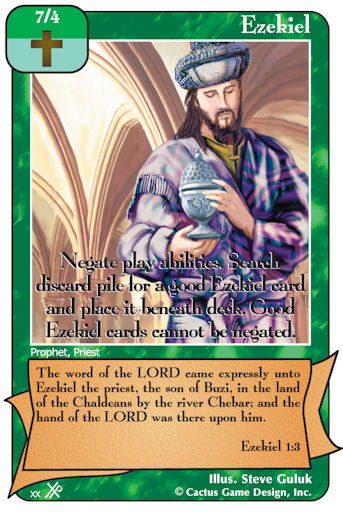 7/4
Ezekiel
Negate play abilities. Search
discard pile for a good Ezekiel card
and place it beneath deck. Good
Ezekiel cards cannot be negated.
Prophet, Priest
The word of the LORD came expressly unto
Ezekiel the priest, the son of Buzi, in the land
of the Chaldeans by the river Chebar; and the
hand of the LORD was there upon him.
Ezekiel 1:3
XX
Illus. Steve Guluk
© Cactus Game Design, Inc.